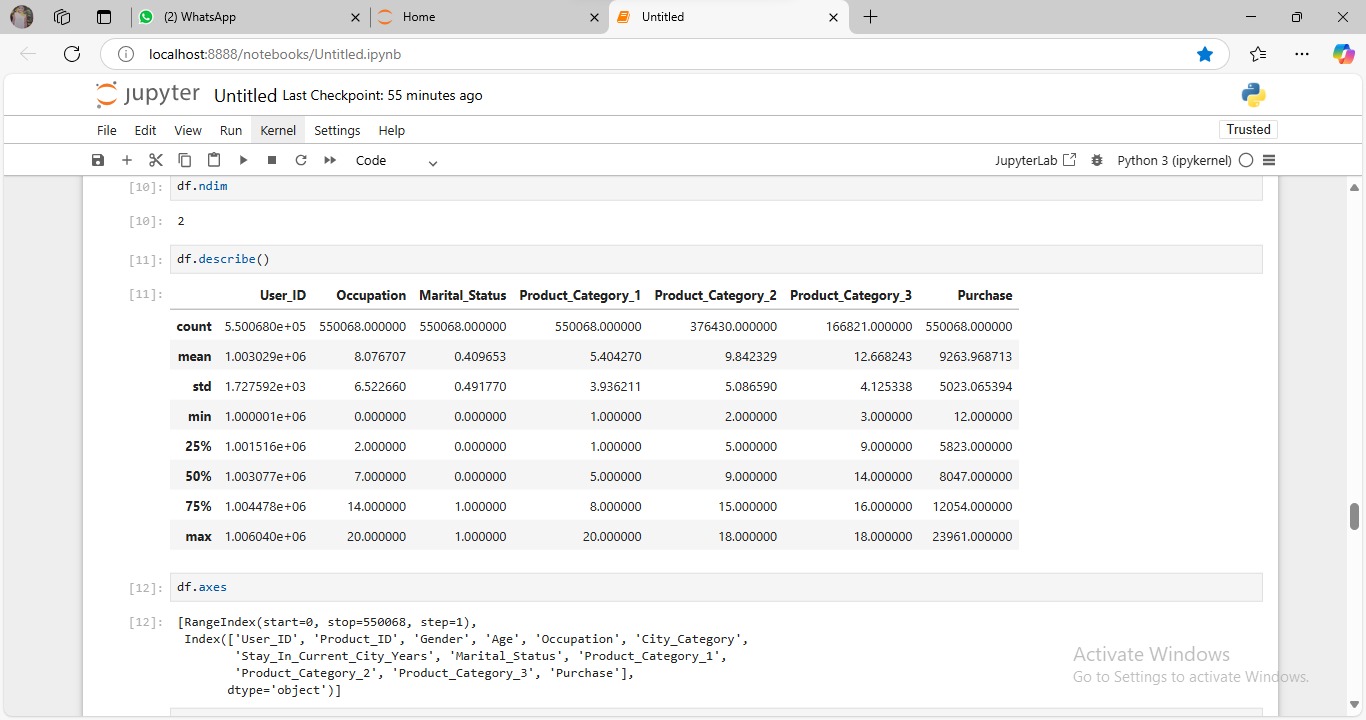 (2) WhatsApp
Home
Untitled
localhost:8888/notebooks/Untitled.ipynb
jupyter Untitled Last Checkpoint: 55 minutes ago
File Edit View Run Kernel Settings Help
Trusted
Code
JupyterLab
Python 3 (ipykernel)
[10]: df.ndim
[10]: 2
[11]: df.describe()
[11]: User_ID Occupation Marital_Status Product_Category_1 Product_Category_2 Product_Category_3 Purchase
count 5.500680e+05 550068.000000 550068.000000 550068.000000 376430.000000 166821.000000 550068.000000
mean 1.003029e+06 8.076707 0.409653 5.404270 9.842329 12.668243 9263.968713
std 1.727592e+03 6.522660 0.491770 3.936211 5.086590 4.125338 5023.065394
min 1.000001e+06 0.000000 0.000000 1.000000 2.000000 3.000000 12.000000
25% 1.001516e+06 2.000000 0.000000 1.000000 5.000000 9.000000 5823.000000
50% 1.003077e+06 7.000000 0.000000 5.000000 9.000000 14.000000 8047.000000
75% 1.004478e+06 14.000000 1.000000 8.000000 15.000000 16.000000 12054.000000
max 1.006040e+06 20.000000 1.000000 20.000000 18.000000 18.000000 23961.000000
[12]: df.axes
[12]: [RangeIndex(start=0, stop=550068, step=1),
Index(['User_ID', 'Product_ID', 'Gender', 'Age', 'Occupation', 'City_Category',
'Stay_In_Current_City_Years', 'Marital_Status', 'Product_Category_1',
'Product_Category_2', 'Product_Category_3', 'Purchase'],
dtype='object')]
Activate Windows
Go to Settings to activate Windows.